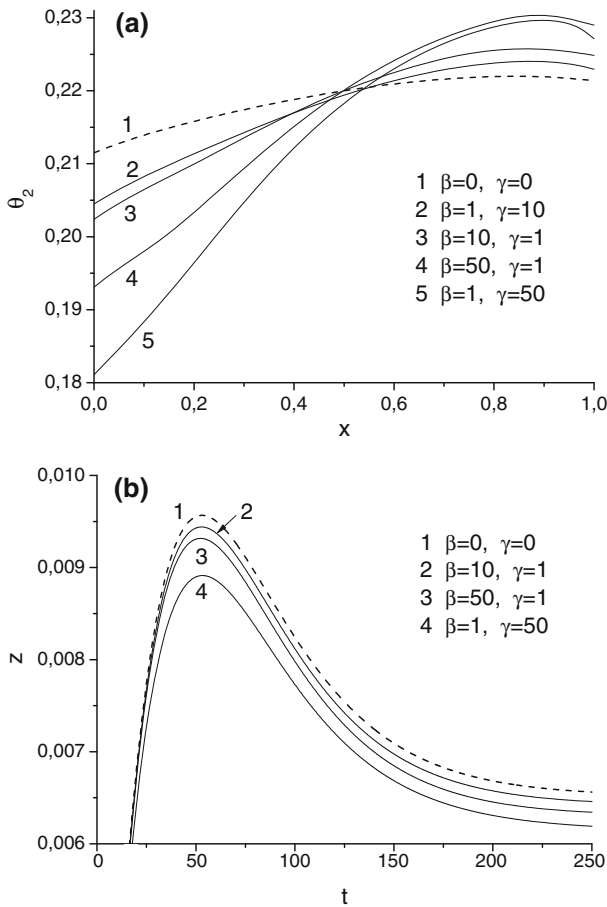 (a)
0,23
0,22
0,21
0,20
0,19
0,18
θ2
1
2
3
4
5
1 β=0, γ=0
2 β=1, γ=10
3 β=10, γ=1
4 β=50, γ=1
5 β=1, γ=50
0,0 0,2 0,4 0,6 0,8 1,0
x
(b)
0,010
0,009
0,008
0,007
0,006
z
1 2
3
4
1 β=0, γ=0
2 β=10, γ=1
3 β=50, γ=1
4 β=1, γ=50
0 50 100 150 200 250
t